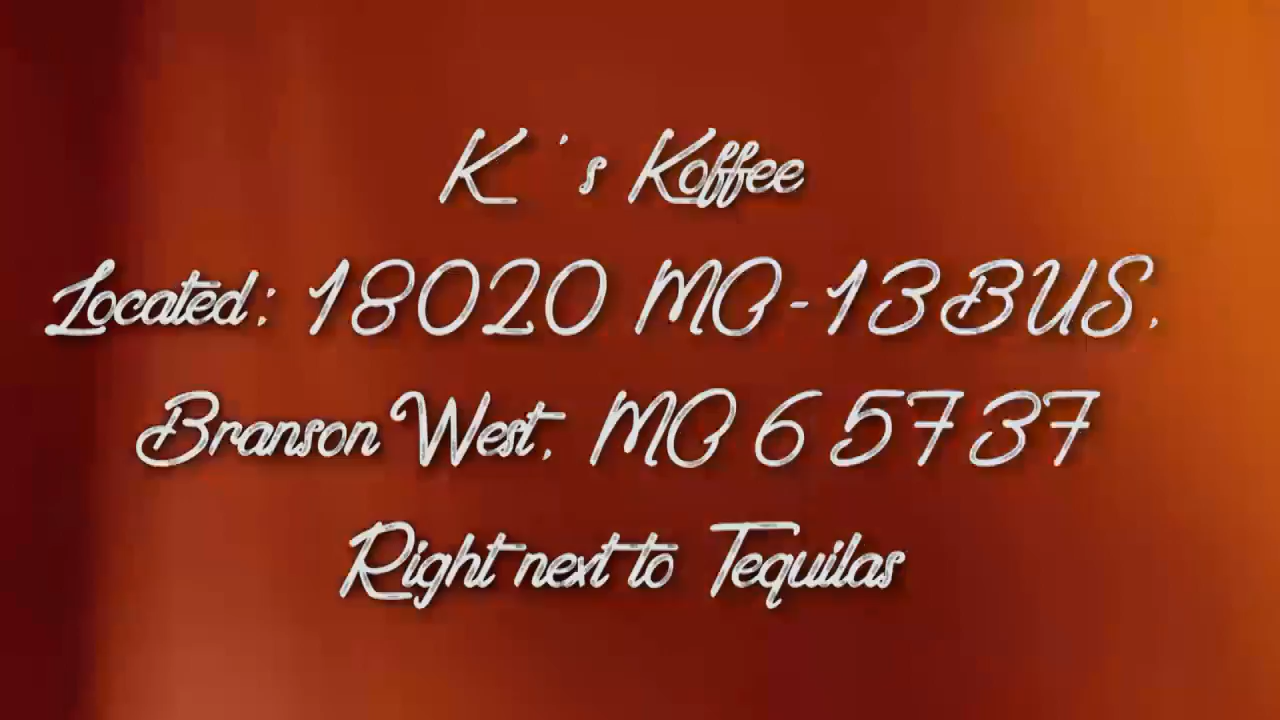 K's Koffee
Located: 18020 MO-13BUS,
Branson West, MO 65737
Right next to Tequilas